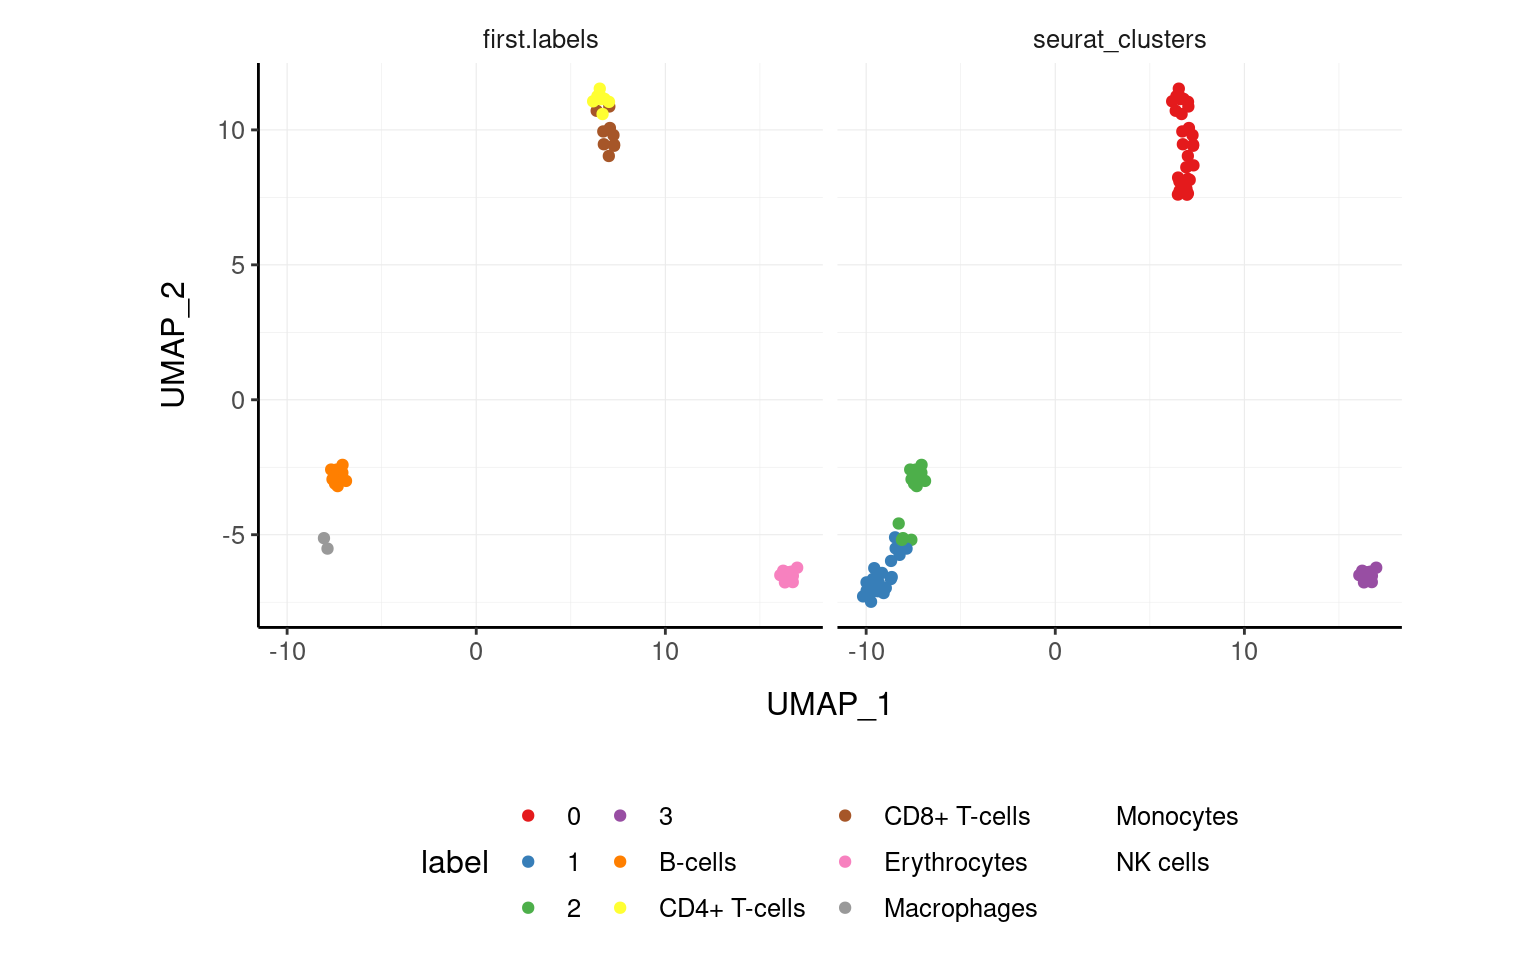 first.labels seurat_clusters
10
5
0
-5
UMAP_2
-10 0 10 -10 0 10
UMAP_1
label
0 3 CD8+ T-cells Monocytes
1 B-cells Erythrocytes NK cells
2 CD4+ T-cells Macrophages